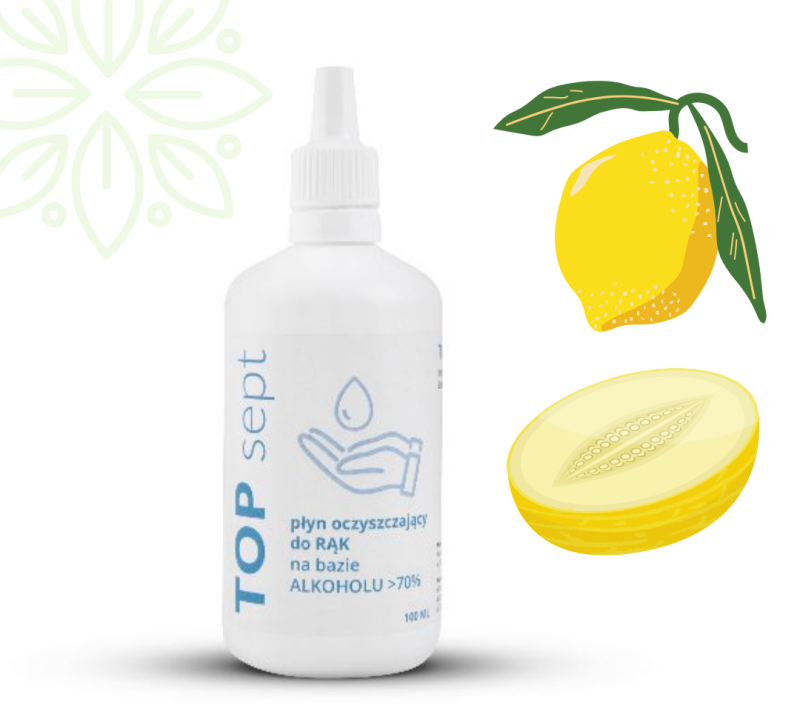 TOP sept
płyn oczyszczający
do RĄK
na bazie
ALKOHOLU >70%
100 ML